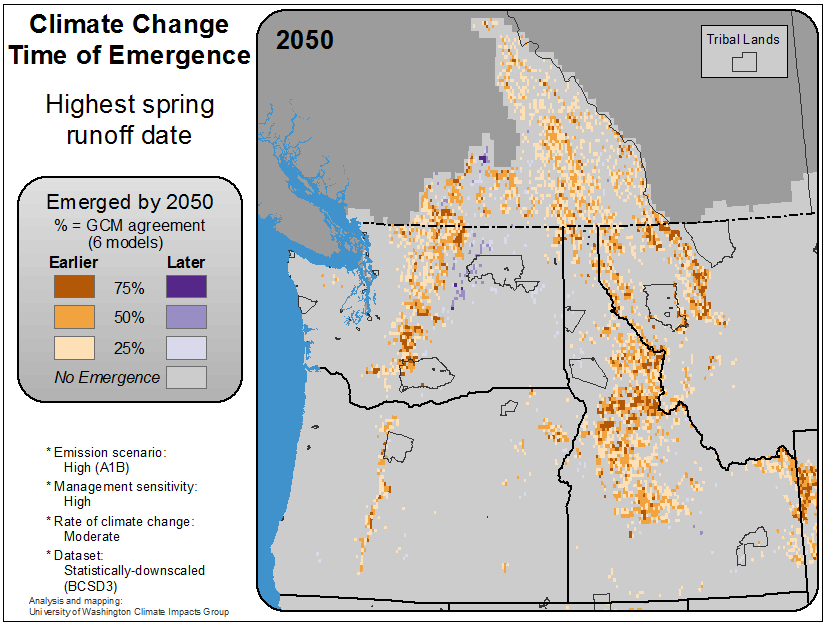 Climate Change
Time of Emergence
Highest spring
runoff date
Emerged by 2050
% = GCM agreement
(6 models)
Earlier Later
75%
50%
25%
No Emergence
* Emission scenario:
High (A1B)
* Management sensitivity:
High
* Rate of climate change:
Moderate
* Dataset:
Statistically-downscaled
(BCSD3)
Analysis and mapping:
University of Washington Climate Impacts Group
2050
Tribal Lands